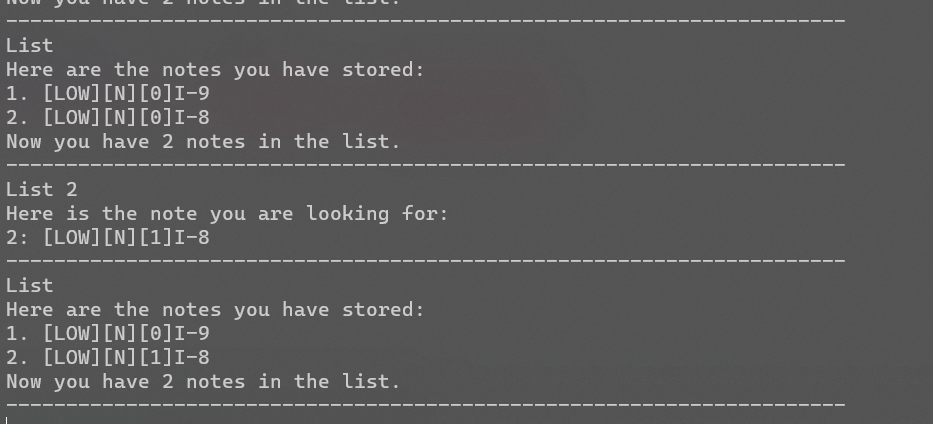 Now you have 2 notes in the list.
----------------------------------------------------------------------
List
Here are the notes you have stored:
1. [LOW][N][0]I-9
2. [LOW][N][0]I-8
Now you have 2 notes in the list.
----------------------------------------------------------------------
List 2
Here is the note you are looking for:
2: [LOW][N][1]I-8
----------------------------------------------------------------------
List
Here are the notes you have stored:
1. [LOW][N][0]I-9
2. [LOW][N][1]I-8
Now you have 2 notes in the list.
----------------------------------------------------------------------